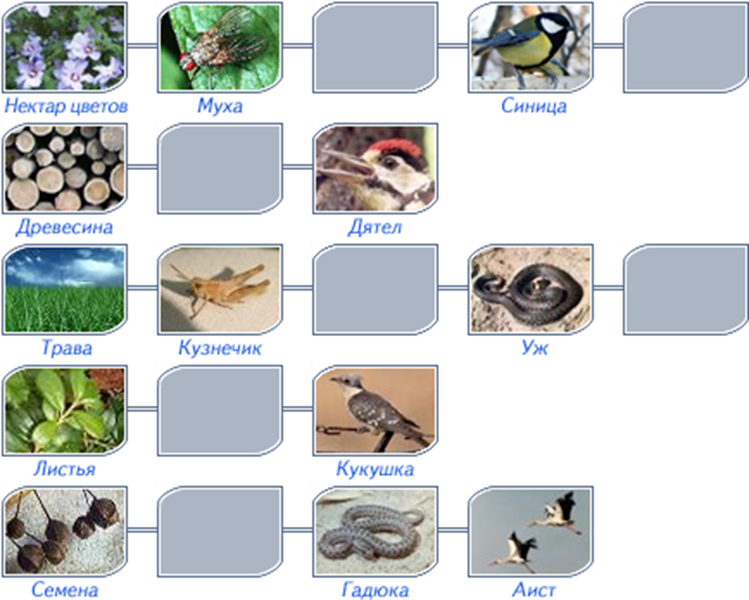 Нектар цветов Муха Синица
Древесина Дятел
Трава Кузнечик Уж
Листья Кукушка
Семена Гадюка Аист